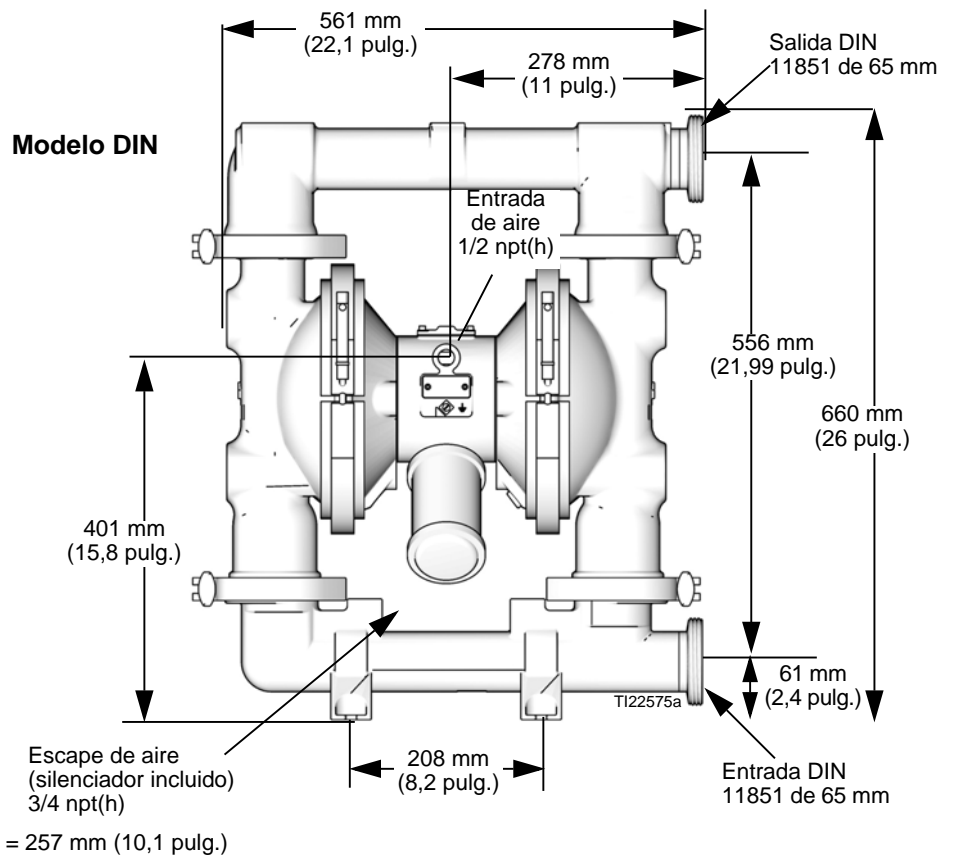 561 mm
(22,1 pulg.)
278 mm
(11 pulg.)
Salida DIN
11851 de 65 mm
Modelo DIN
Entrada
de aire
1/2 npt(h)
556 mm
(21,99 pulg.)
660 mm
(26 pulg.)
401 mm
(15,8 pulg.)
61 mm
(2,4 pulg.)
TI22575a
Escape de aire
(silenciador incluido)
3/4 npt(h)
208 mm
(8,2 pulg.)
Entrada DIN
11851 de 65 mm
= 257 mm (10,1 pulg.)